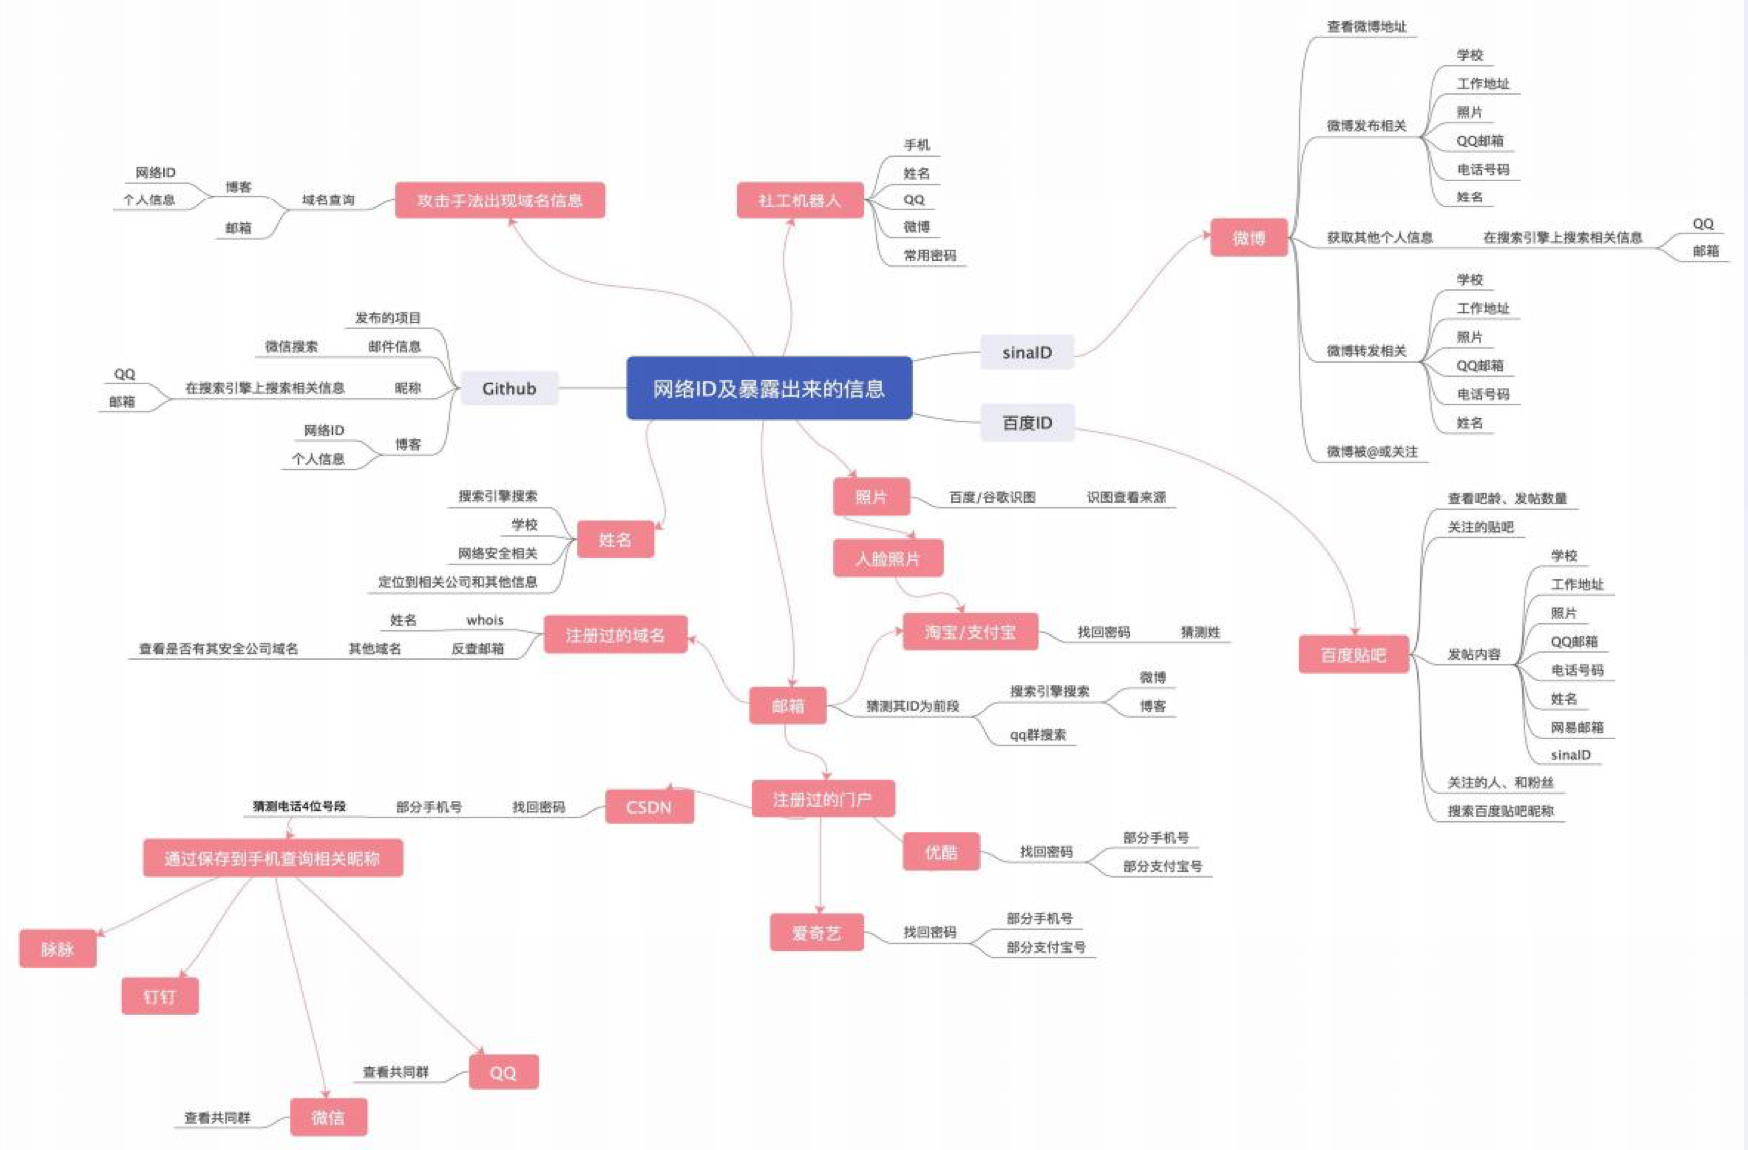 网络ID及暴露出来的信息
攻击手法出现域名信息
域名查询
博客
网络ID
个人信息
邮箱
社工机器人
手机
姓名
QQ
微博
常用密码
sinaID
微博
查看微博地址
微博发布相关
学校
工作地址
照片
QQ邮箱
电话号码
姓名
获取其他个人信息
在搜索引擎上搜索相关信息
QQ
邮箱
微博转发相关
学校
工作地址
照片
QQ邮箱
电话号码
姓名
微博被@或关注
百度ID
百度贴吧
查看吧龄、发帖数量
关注的贴吧
发帖内容
学校
工作地址
照片
QQ邮箱
电话号码
姓名
网易邮箱
sinaID
关注的人、和粉丝
搜索百度贴吧昵称
Github
发布的项目
邮件信息
微信搜索
昵称
在搜索引擎上搜索相关信息
QQ
邮箱
博客
网络ID
个人信息
姓名
搜索引擎搜索
学校
网络安全相关
定位到相关公司和其他信息
照片
百度/谷歌识图
识图查看来源
人脸照片
淘宝/支付宝
找回密码
猜测姓
邮箱
猜测其ID为前段
搜索引擎搜索
微博
博客
qq群搜索
注册过的域名
whois
姓名
反查邮箱
其他域名
查看是否有其安全公司域名
注册过的门户
CSDN
找回密码
部分手机号
猜测电话4位号段
优酷
找回密码
部分手机号
部分支付宝号
爱奇艺
找回密码
部分手机号
部分支付宝号
通过保存到手机查询相关昵称
脉脉
钉钉
微信
查看共同群
QQ
查看共同群